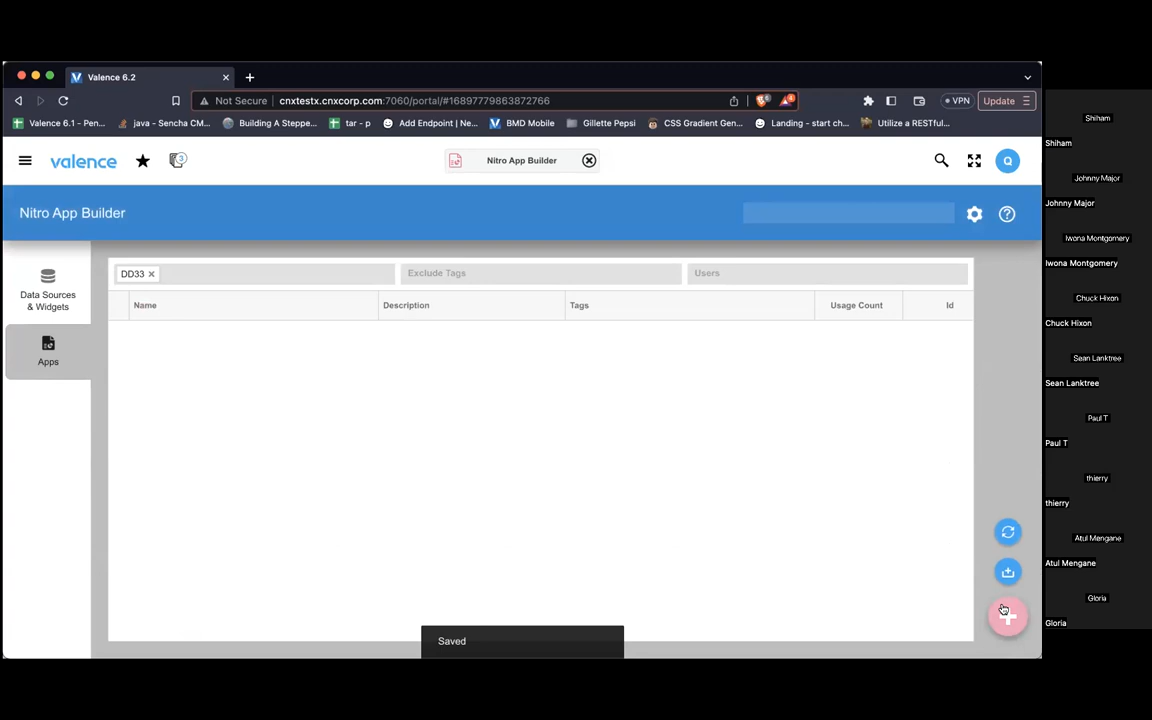 Valence 6.2
Not Secure cnxtestx.cnxcorp.com:7060/portal/#16897779863872766 6 4 VPN Update
Valence 6.1 - Pen... java - Sencha CM... Building A Steppe... tar - p Add Endpoint | Ne... BMD Mobile Gillette Pepsi CSS Gradient Gen... Landing - start ch... Utilize a RESTful...
valence 3 Nitro App Builder Q
Nitro App Builder
Data Sources
& Widgets
Apps
DD33 Exclude Tags Users
Name Description Tags Usage Count Id
Saved
Shiham
Shiham
Johnny Major
Johnny Major
Iwona Montgomery
Iwona Montgomery
Chuck Hixon
Chuck Hixon
Sean Lanktree
Sean Lanktree
Paul T
Paul T
thierry
thierry
Atul Mengane
Atul Mengane
Gloria
Gloria